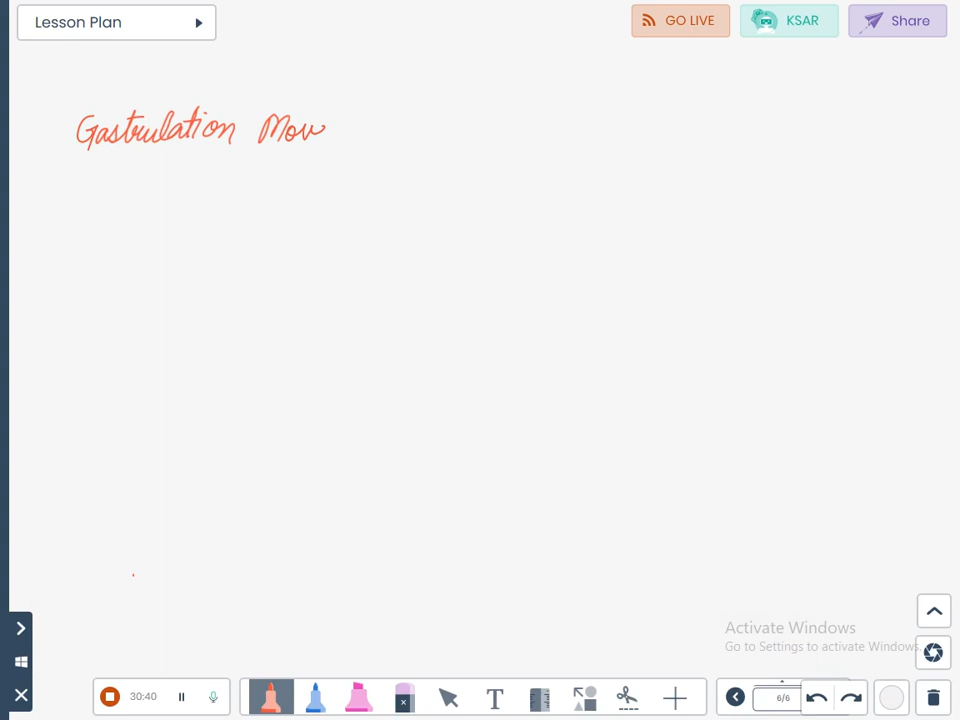 Lesson Plan
GO LIVE
KSAR
Share
Gastrulation Mov
Activate Windows
Go to Settings to activate Windows.
30:40
T
6/6